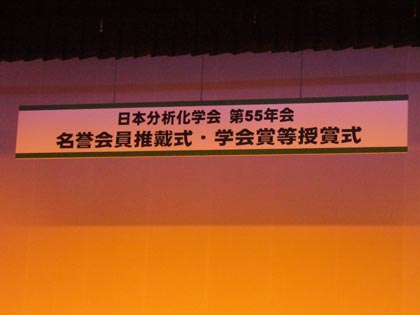 日本分析化学会 第55年会
名誉会員推戴式・学会賞等授賞式